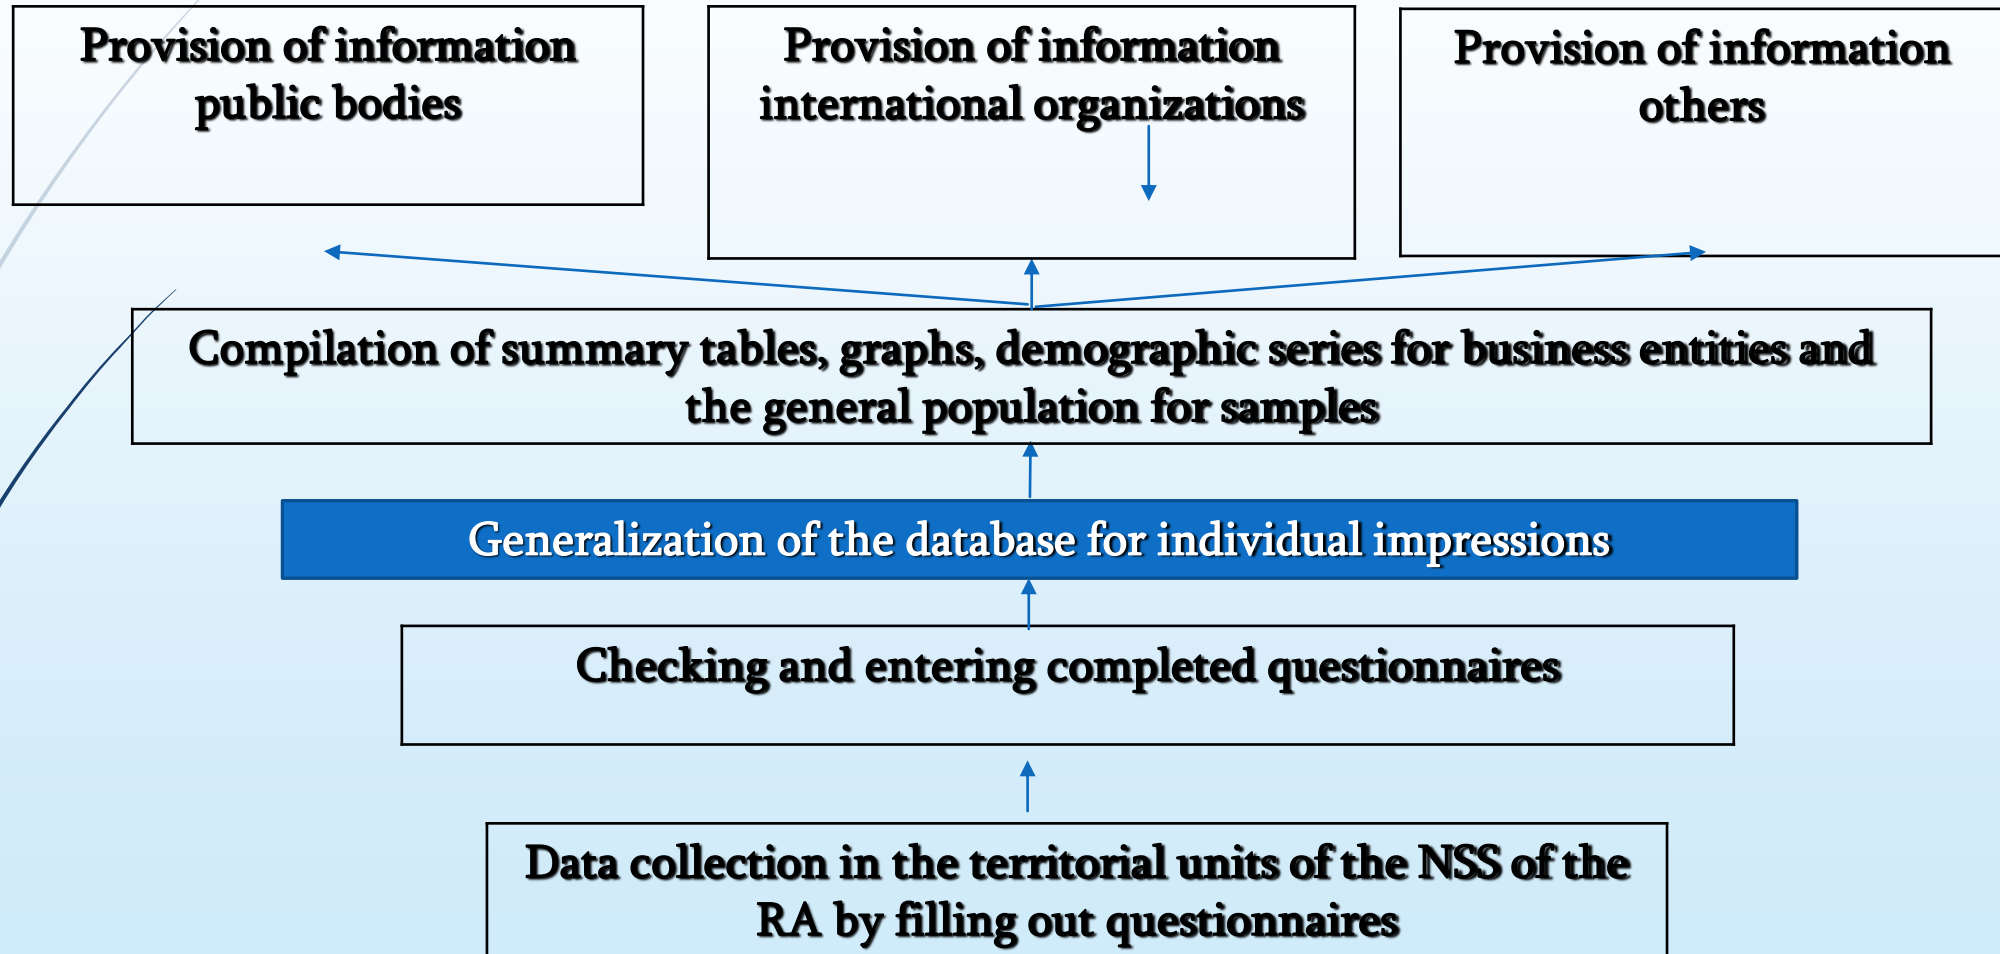 Provision of information
public bodies
Provision of information
international organizations
Provision of information
others
Compilation of summary tables, graphs, demographic series for business entities and
the general population for samples
Generalization of the database for individual impressions
Checking and entering completed questionnaires
Data collection in the territorial units of the NSS of the
RA by filling out questionnaires